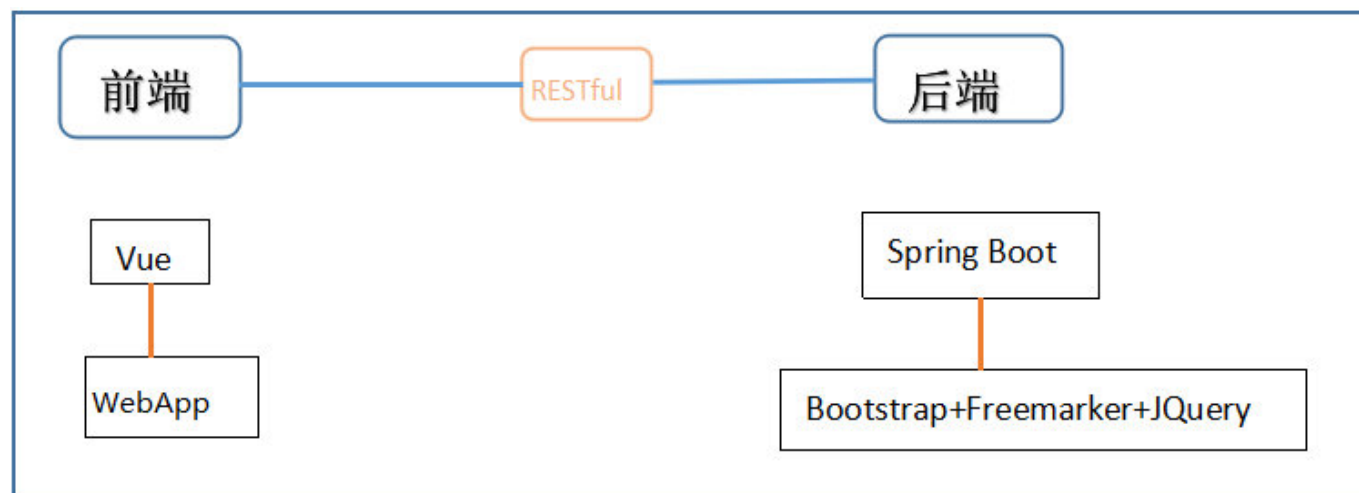 前端
RESTful
后端
Vue
Spring Boot
WebApp
Bootstrap+Freemarker+JQuery